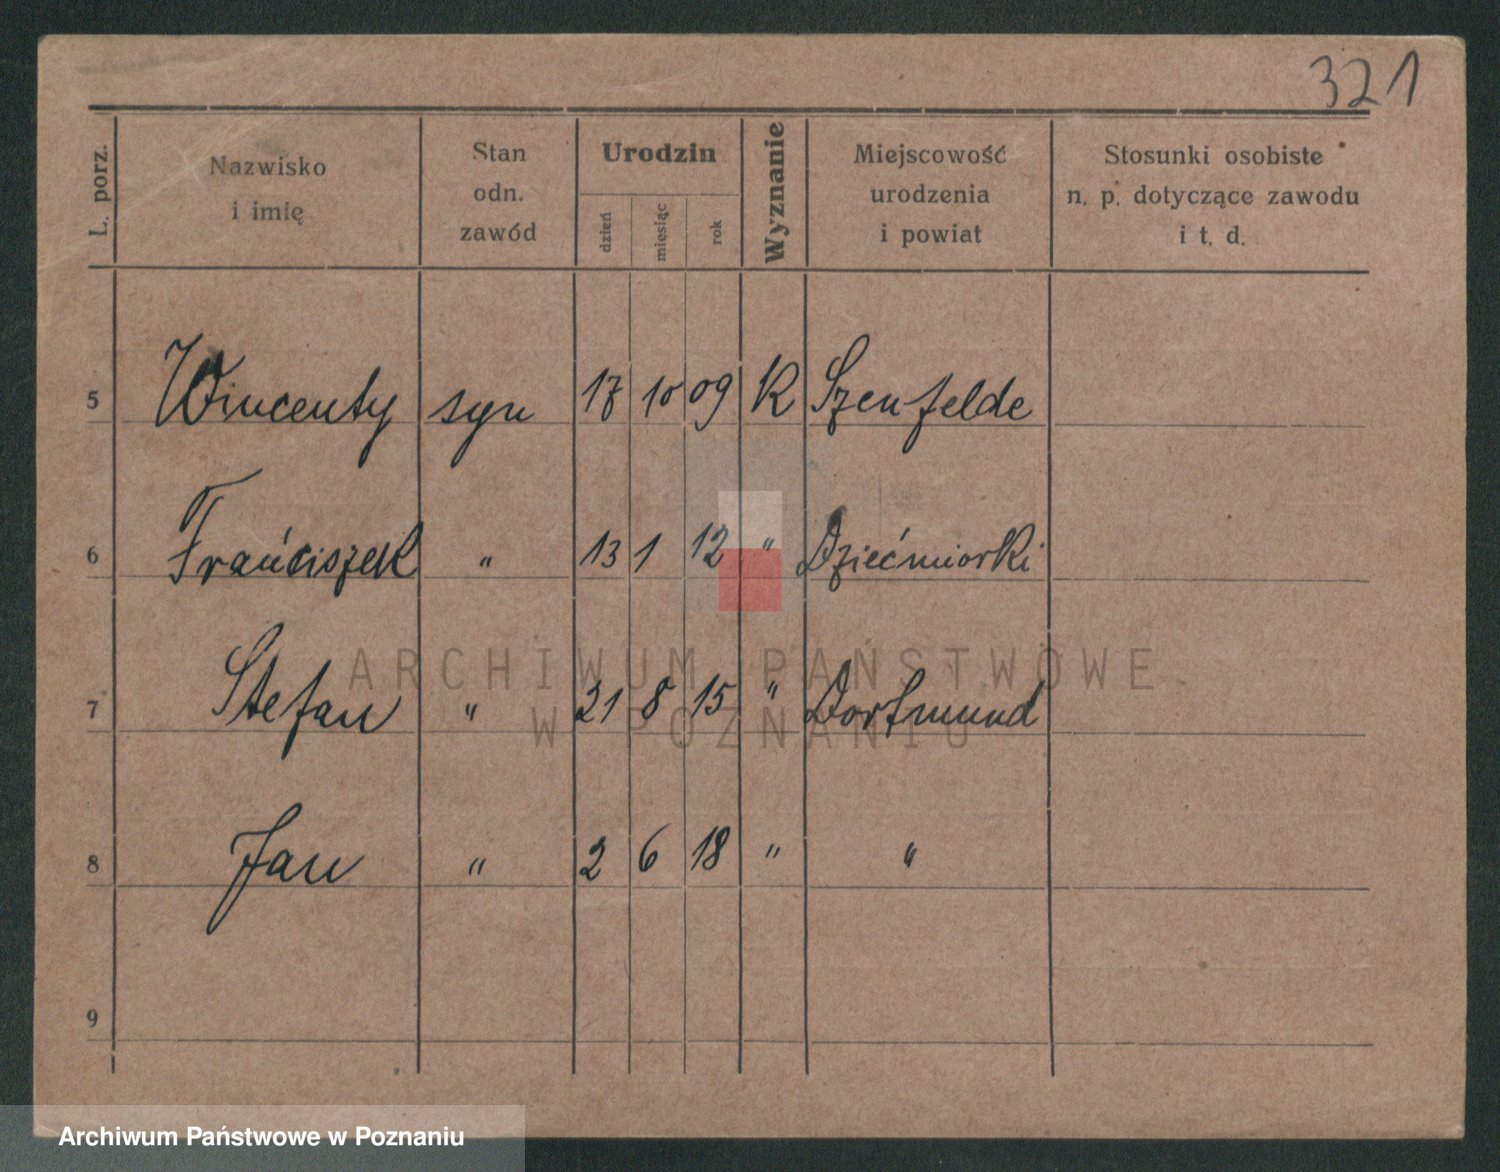 321
L. porz. Nazwisko i imię Stan odn. zawód Urodzin dzień miesiąc rok Wyznanie Miejscowość urodzenia i powiat Stosunki osobiste n. p. dotyczące zawodu i t. d.
5 Wincenty syn 17 10 09 K Szenfelde
6 Frańciszek " 13 1 12 " Dziećmiorki
7 Stefan " 21 8 15 " Dortmund
8 Jan " 2 6 18 " "
9
ARCHIWUM PAŃSTWOWE
W POZNANIU
Archiwum Państwowe w Poznaniu